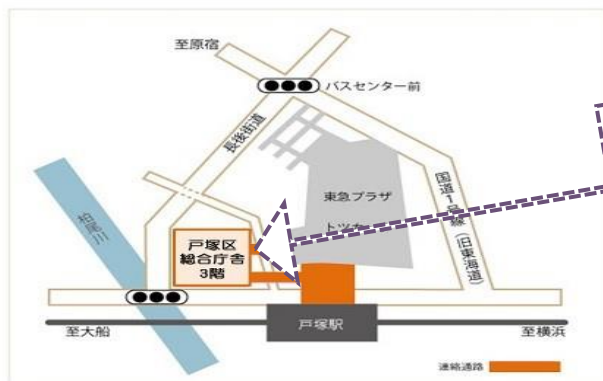 至原宿
バスセンター前
長後街道
東急プラザ
国道1号線(旧東海道)
柏尾川
戸塚区
総合庁舎
3階
戸塚駅
至大船
至横浜
連絡通路